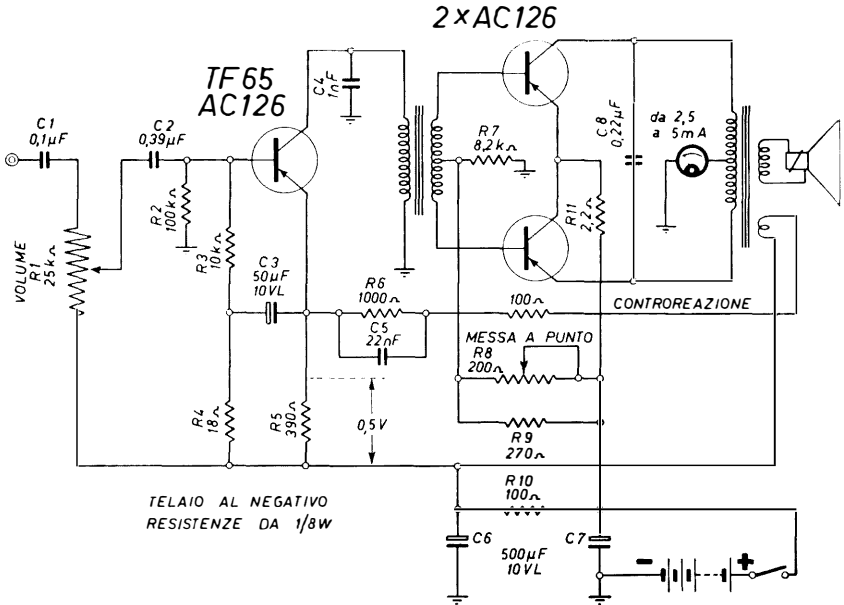 2×AC126
TF65
AC126
C4
1nF
C1
0,1µF
C2
0,39µF
R7
8,2kΩ
C8
0,22µF
da 2,5
a 5mA
R2
100kΩ
R3
10kΩ
R11
2,2Ω
VOLUME
R1
25kΩ
C3
50µF
10VL
R6
1000Ω
C5
22nF
100Ω
CONTROREAZIONE
MESSA A PUNTO
R8
200Ω
R4
18Ω
R5
390Ω
0,5V
R9
270Ω
R10
100Ω
TELAIO AL NEGATIVO
RESISTENZE DA 1/8W
C6
500µF
10VL
C7
- +